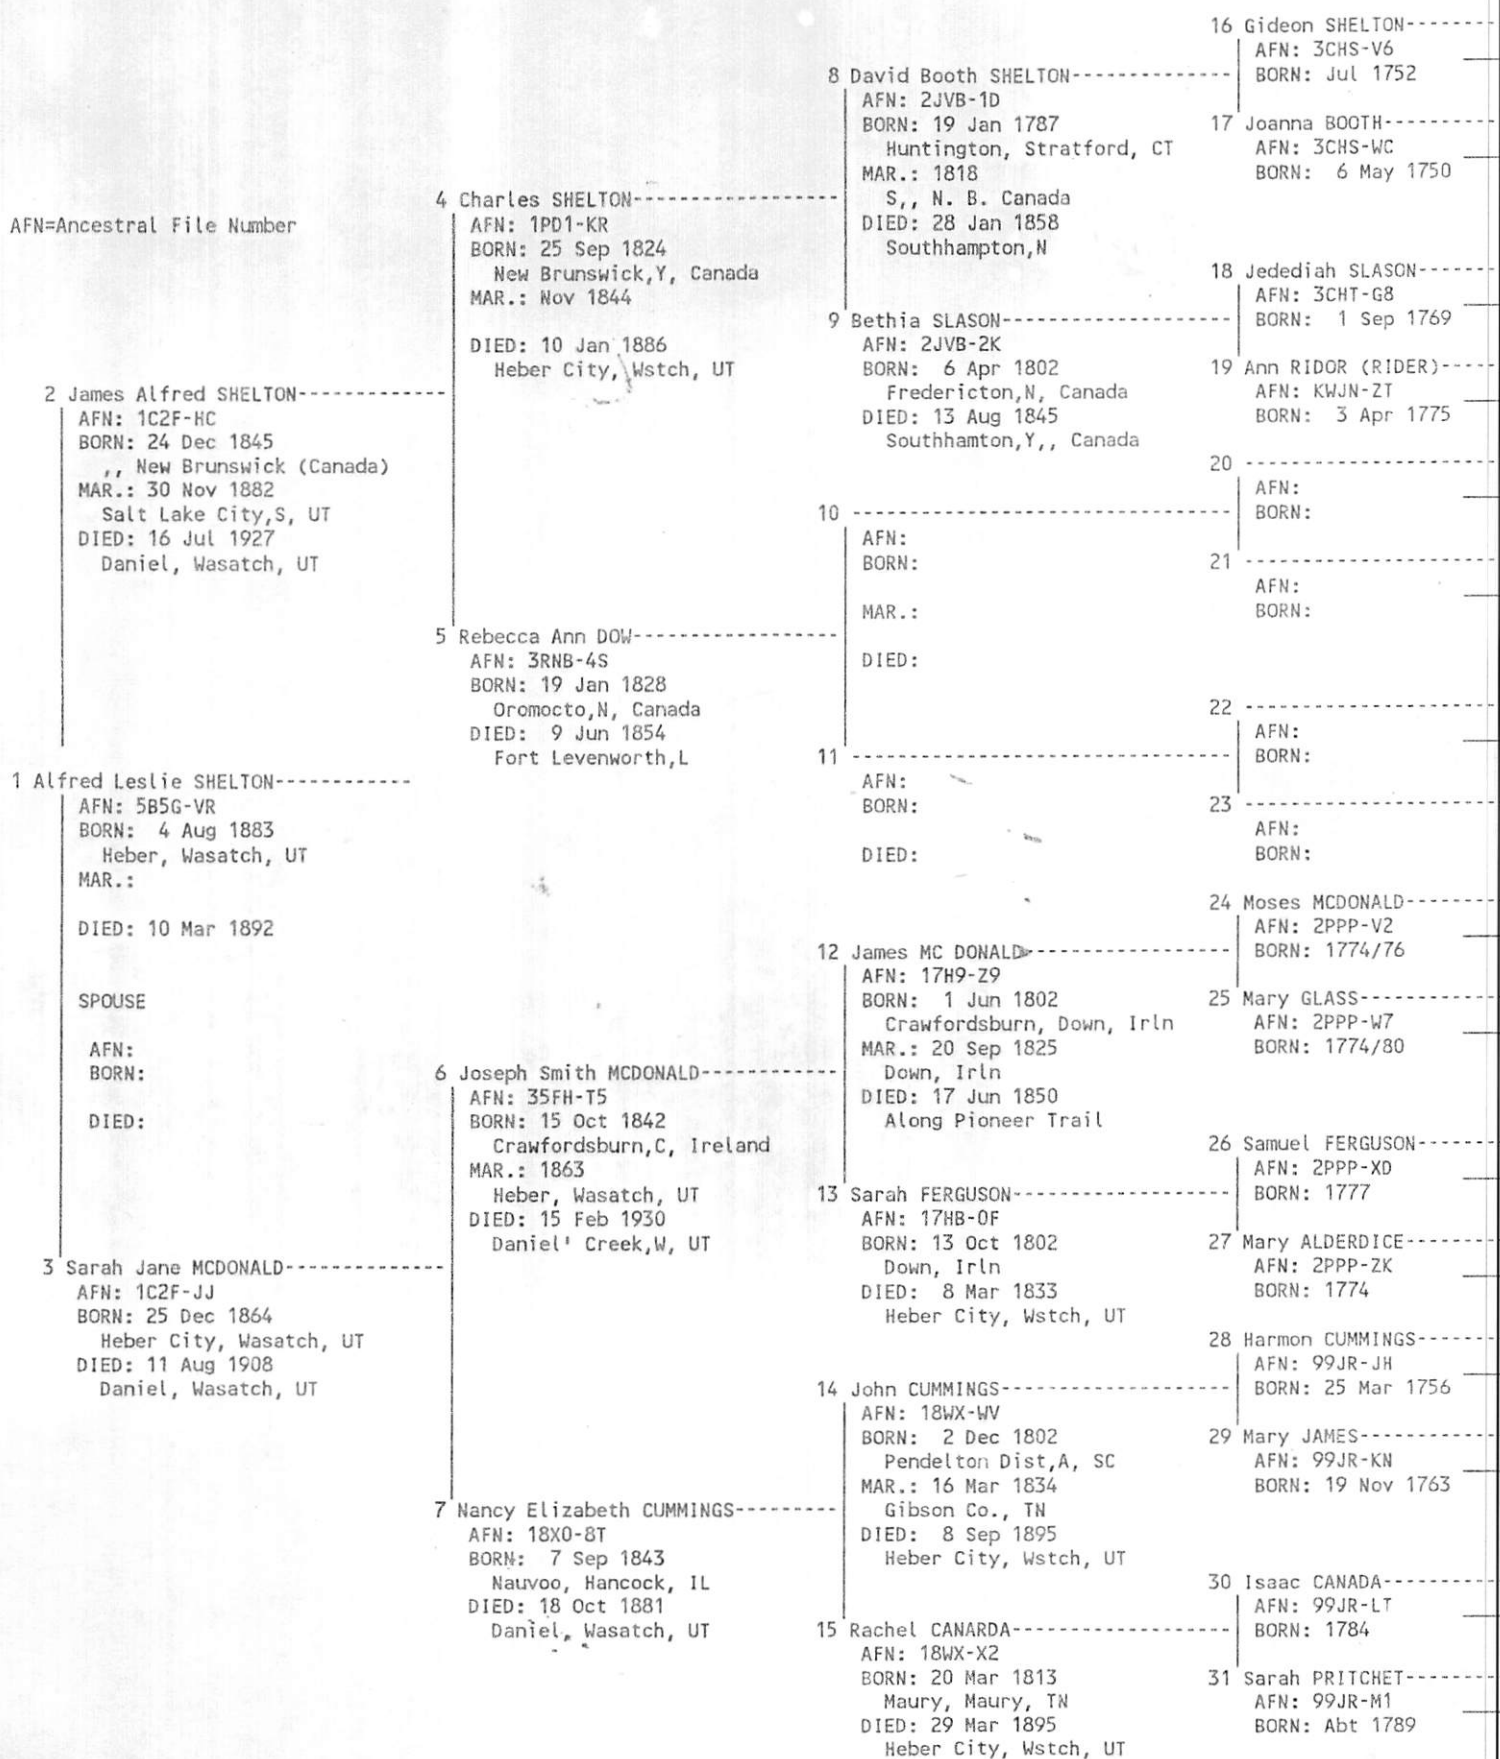 AFN=Ancestral File Number
1 Alfred Leslie SHELTON------------
AFN: 5B5G-VR
BORN: 4 Aug 1883
Heber, Wasatch, UT
MAR.:
DIED: 10 Mar 1892
SPOUSE
AFN:
BORN:
DIED:
2 James Alfred SHELTON-------------
AFN: 1C2F-HC
BORN: 24 Dec 1845
,, New Brunswick (Canada)
MAR.: 30 Nov 1882
Salt Lake City,S, UT
DIED: 16 Jul 1927
Daniel, Wasatch, UT
3 Sarah Jane MCDONALD--------------
AFN: 1C2F-JJ
BORN: 25 Dec 1864
Heber City, Wasatch, UT
DIED: 11 Aug 1908
Daniel, Wasatch, UT
4 Charles SHELTON------------------
AFN: 1PD1-KR
BORN: 25 Sep 1824
New Brunswick,Y, Canada
MAR.: Nov 1844
DIED: 10 Jan 1886
Heber City, Wstch, UT
5 Rebecca Ann DOW------------------
AFN: 3RNB-4S
BORN: 19 Jan 1828
Oromocto,N, Canada
DIED: 9 Jun 1854
Fort Levenworth,L
6 Joseph Smith MCDONALD------------
AFN: 35FH-T5
BORN: 15 Oct 1842
Crawfordsburn,C, Ireland
MAR.: 1863
Heber, Wasatch, UT
DIED: 15 Feb 1930
Daniel' Creek,W, UT
7 Nancy Elizabeth CUMMINGS---------
AFN: 18X0-8T
BORN: 7 Sep 1843
Nauvoo, Hancock, IL
DIED: 18 Oct 1881
Daniel, Wasatch, UT
8 David Booth SHELTON--------------
AFN: 2JVB-1D
BORN: 19 Jan 1787
Huntington, Stratford, CT
MAR.: 1818
S,, N. B. Canada
DIED: 28 Jan 1858
Southhampton,N
9 Bethia SLASON--------------------
AFN: 2JVB-2K
BORN: 6 Apr 1802
Fredericton,N, Canada
DIED: 13 Aug 1845
Southhamton,Y,, Canada
10 --------------------------------
AFN:
BORN:
MAR.:
DIED:
11 --------------------------------
AFN:
BORN:
DIED:
12 James MC DONALD-----------------
AFN: 17H9-Z9
BORN: 1 Jun 1802
Crawfordsburn, Down, Irln
MAR.: 20 Sep 1825
Down, Irln
DIED: 17 Jun 1850
Along Pioneer Trail
13 Sarah FERGUSON------------------
AFN: 17HB-0F
BORN: 13 Oct 1802
Down, Irln
DIED: 8 Mar 1833
Heber City, Wstch, UT
14 John CUMMINGS-------------------
AFN: 18WX-WV
BORN: 2 Dec 1802
Pendelton Dist,A, SC
MAR.: 16 Mar 1834
Gibson Co., TN
DIED: 8 Sep 1895
Heber City, Wstch, UT
15 Rachel CANARDA------------------
AFN: 18WX-X2
BORN: 20 Mar 1813
Maury, Maury, TN
DIED: 29 Mar 1895
Heber City, Wstch, UT
16 Gideon SHELTON-------
AFN: 3CHS-V6
BORN: Jul 1752
17 Joanna BOOTH---------
AFN: 3CHS-WC
BORN: 6 May 1750
18 Jedediah SLASON------
AFN: 3CHT-G8
BORN: 1 Sep 1769
19 Ann RIDOR (RIDER)----
AFN: KWJN-ZT
BORN: 3 Apr 1775
20 ---------------------
AFN:
BORN:
21 ---------------------
AFN:
BORN:
22 ---------------------
AFN:
BORN:
23 ---------------------
AFN:
BORN:
24 Moses MCDONALD-------
AFN: 2PPP-V2
BORN: 1774/76
25 Mary GLASS-----------
AFN: 2PPP-W7
BORN: 1774/80
26 Samuel FERGUSON------
AFN: 2PPP-XD
BORN: 1777
27 Mary ALDERDICE-------
AFN: 2PPP-ZK
BORN: 1774
28 Harmon CUMMINGS------
AFN: 99JR-JH
BORN: 25 Mar 1756
29 Mary JAMES-----------
AFN: 99JR-KN
BORN: 19 Nov 1763
30 Isaac CANADA---------
AFN: 99JR-LT
BORN: 1784
31 Sarah PRITCHET-------
AFN: 99JR-M1
BORN: Abt 1789